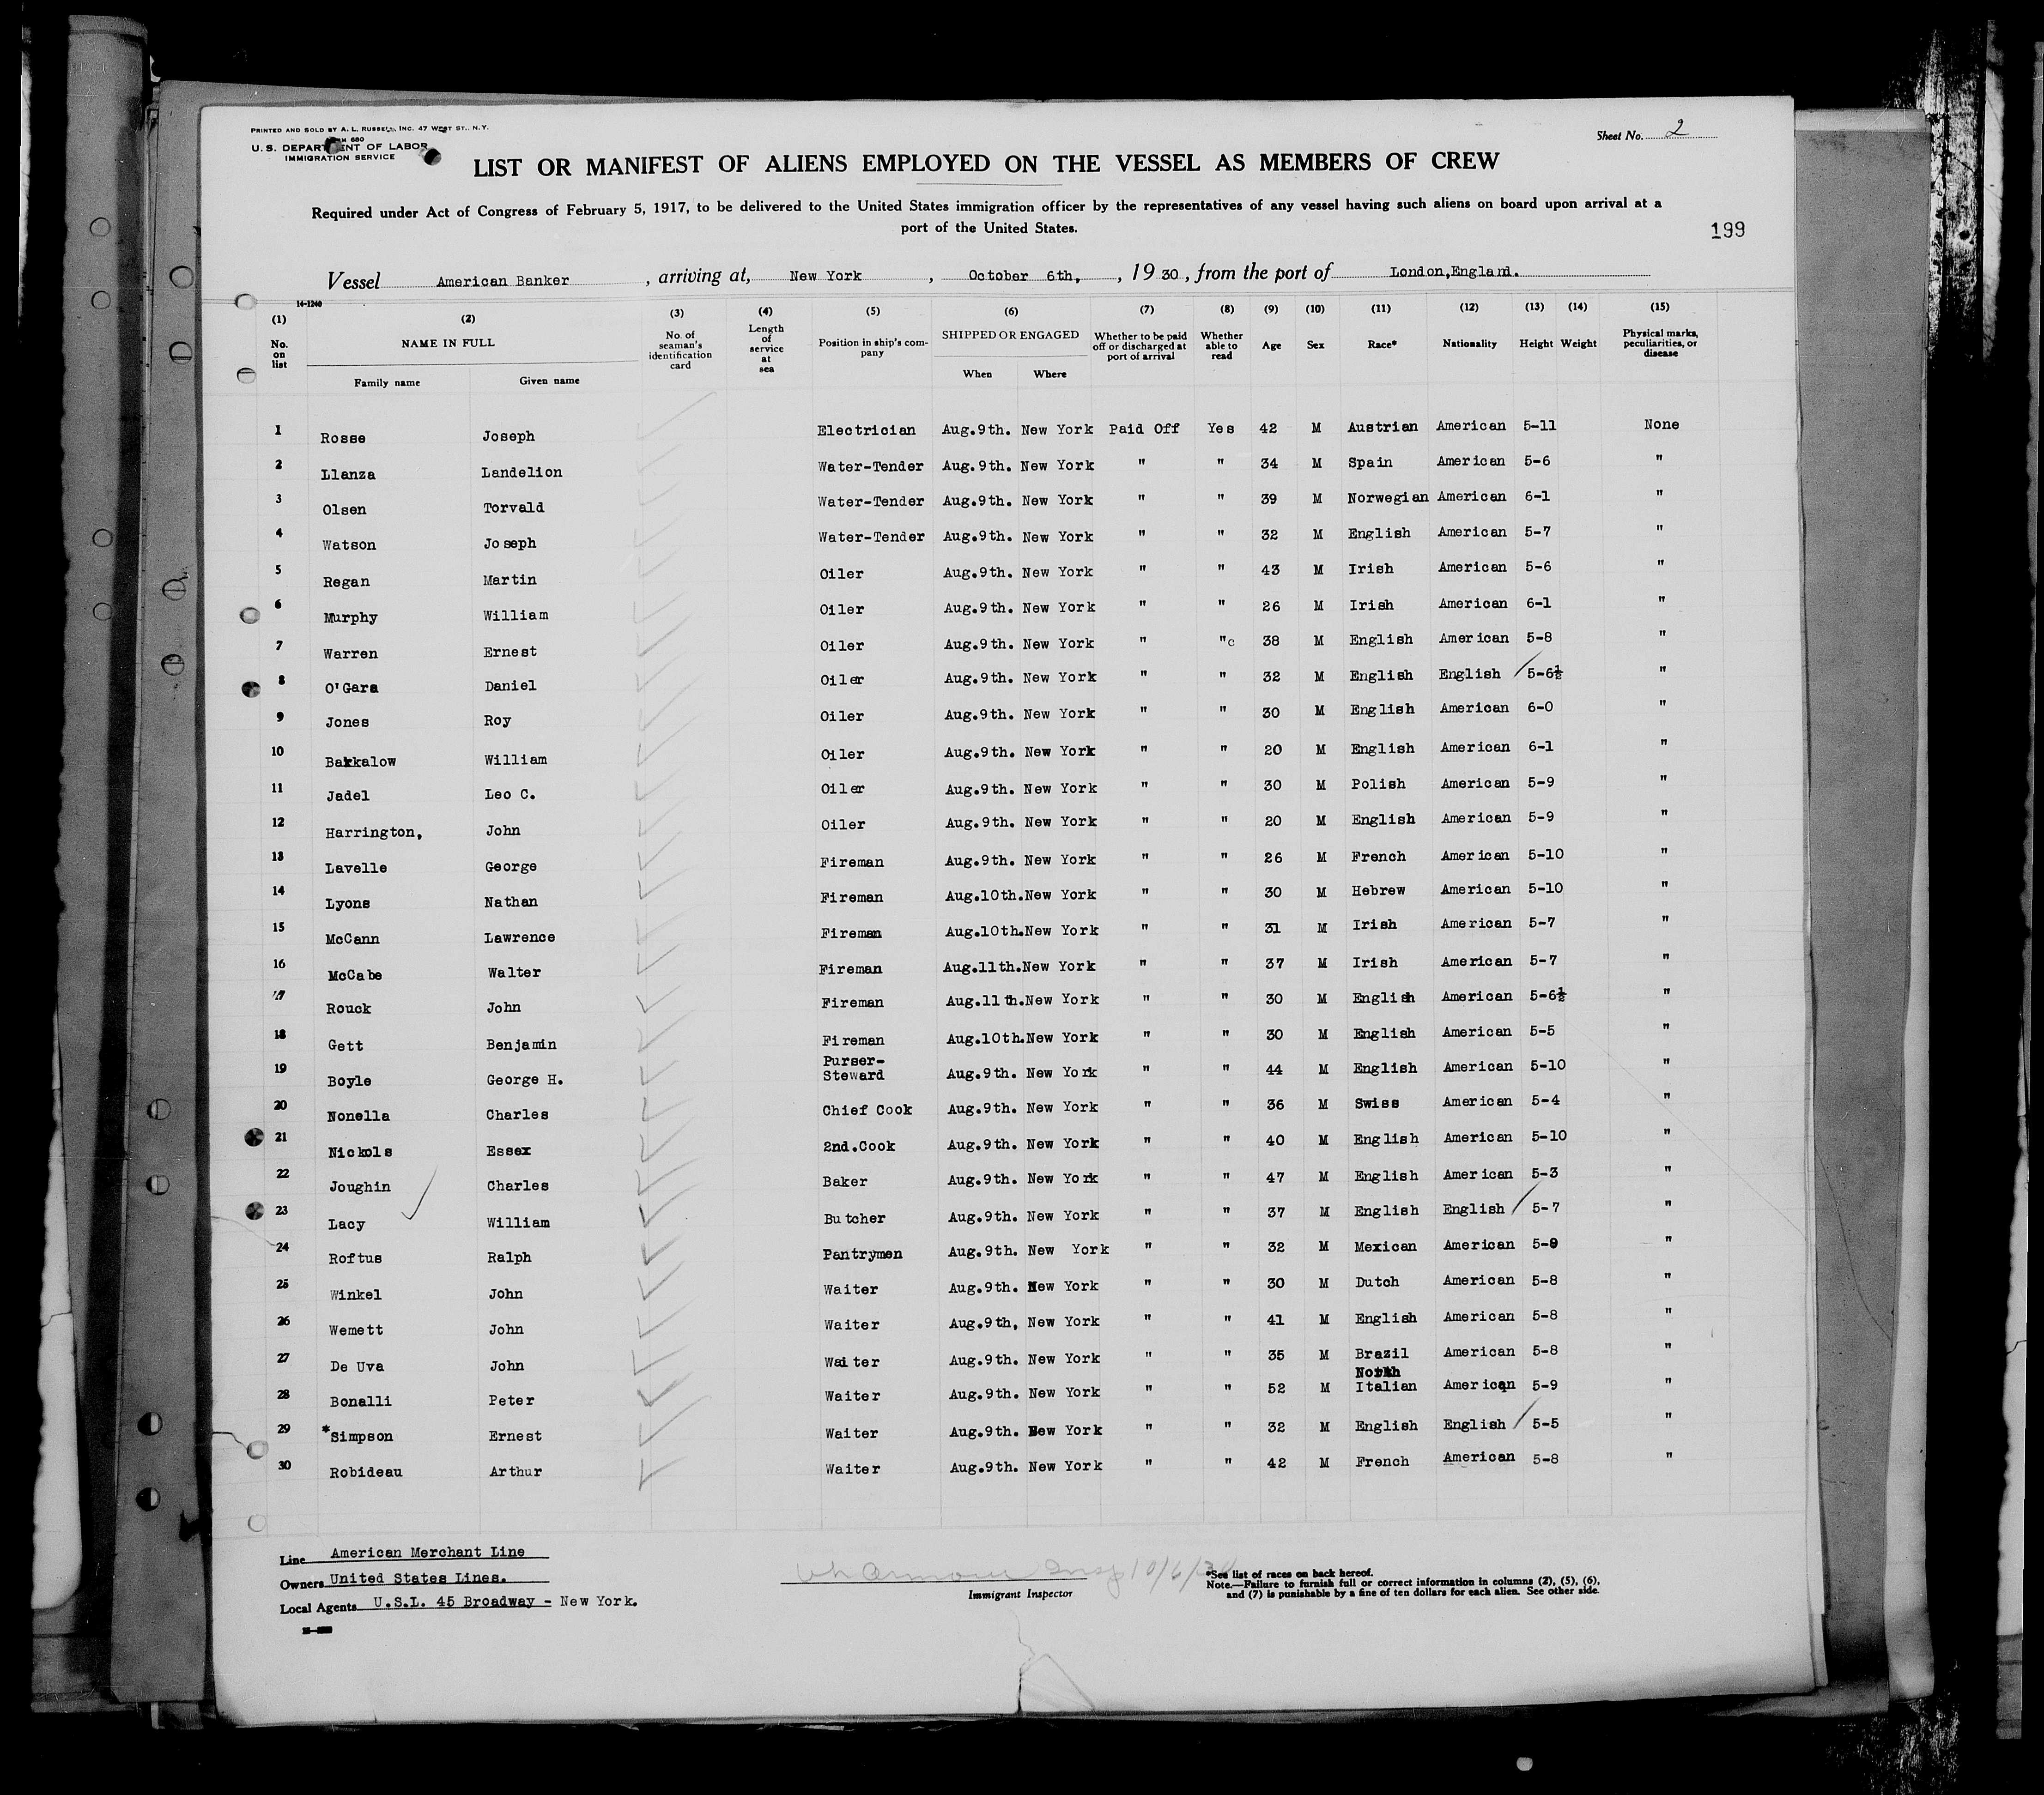 PRINTED AND SOLD BY A. L. RUSSELL, INC. 47 WEST ST., N.Y.
Sheet No. 2
U. S. DEPARTMENT OF LABOR
IMMIGRATION SERVICE
LIST OR MANIFEST OF ALIENS EMPLOYED ON THE VESSEL AS MEMBERS OF CREW
Required under Act of Congress of February 5, 1917, to be delivered to the United States immigration officer by the representatives of any vessel having such aliens on board upon arrival at a
port of the United States.
199
Vessel American Banker , arriving at, New York , October 6th, , 19 30 , from the port of London,England.
14-1240
(1) (2) (3) (4) (5) (6) (7) (8) (9) (10) (11) (12) (13) (14) (15)
No. on list NAME IN FULL Family name Given name No. of seaman's identification card Length of service at sea Position in ship's company SHIPPED OR ENGAGED When Where Whether to be paid off or discharged at port of arrival Whether able to read Age Sex Race* Nationality Height Weight Physical marks, peculiarities, or disease
1 Rosse Joseph Electrician Aug.9th. New York Paid Off Yes 42 M Austrian American 5-11 None
2 Llanza Landelion Water-Tender Aug.9th. New York " " 34 M Spain American 5-6 "
3 Olsen Torvald Water-Tender Aug.9th. New York " " 39 M Norwegian American 6-1 "
4 Watson Joseph Water-Tender Aug.9th. New York " " 32 M English American 5-7 "
5 Regan Martin Oiler Aug.9th. New York " " 43 M Irish American 5-6 "
6 Murphy William Oiler Aug.9th. New York " " 26 M Irish American 6-1 "
7 Warren Ernest Oiler Aug.9th. New York " "c 38 M English American 5-8 "
8 O'Gara Daniel Oiler Aug.9th. New York " " 32 M English English 5-6½ "
9 Jones Roy Oiler Aug.9th. New York " " 30 M English American 6-0 "
10 Bakkalow William Oiler Aug.9th. New York " " 20 M English American 6-1 "
11 Jadel Leo C. Oiler Aug.9th. New York " " 30 M Polish American 5-9 "
12 Harrington, John Oiler Aug.9th. New York " " 20 M English American 5-9 "
13 Lavelle George Fireman Aug.9th. New York " " 26 M French American 5-10 "
14 Lyons Nathan Fireman Aug.10th.New York " " 30 M Hebrew American 5-10 "
15 McCann Lawrence Fireman Aug.10th.New York " " 31 M Irish American 5-7 "
16 McCabe Walter Fireman Aug.11th.New York " " 37 M Irish American 5-7 "
17 Rouck John Fireman Aug.11th.New York " " 30 M English American 5-6½ "
18 Gett Benjamin Fireman Aug.10th.New York " " 30 M English American 5-5 "
19 Boyle George H. Purser-Steward Aug.9th. New York " " 44 M English American 5-10 "
20 Nonella Charles Chief Cook Aug.9th. New York " " 36 M Swiss American 5-4 "
21 Nickols Essex 2nd.Cook Aug.9th. New York " " 40 M English American 5-10 "
22 Joughin Charles Baker Aug.9th. New York " " 47 M English American 5-3 "
23 Lacy William Butcher Aug.9th. New York " " 37 M English English 5-7 "
24 Roftus Ralph Pantrymen Aug.9th. New York " " 32 M Mexican American 5-9 "
25 Winkel John Waiter Aug.9th. New York " " 30 M Dutch American 5-8 "
26 Wemett John Waiter Aug.9th, New York " " 41 M English American 5-8 "
27 De Uva John Waiter Aug.9th. New York " " 35 M Brazil American 5-8 "
28 Bonalli Peter Waiter Aug.9th. New York " " 52 M North Italian American 5-9 "
29 *Simpson Ernest Waiter Aug.9th. New York " " 32 M English English 5-5 "
30 Robideau Arthur Waiter Aug.9th. New York " " 42 M French American 5-8 "
Line American Merchant Line
Owners United States Lines.
Local Agents U.S.L. 45 Broadway - New York.
10/6/30
Immigrant Inspector
*See list of races on back hereof.
Note.—Failure to furnish full or correct information in columns (2), (5), (6),
and (7) is punishable by a fine of ten dollars for each alien. See other side.